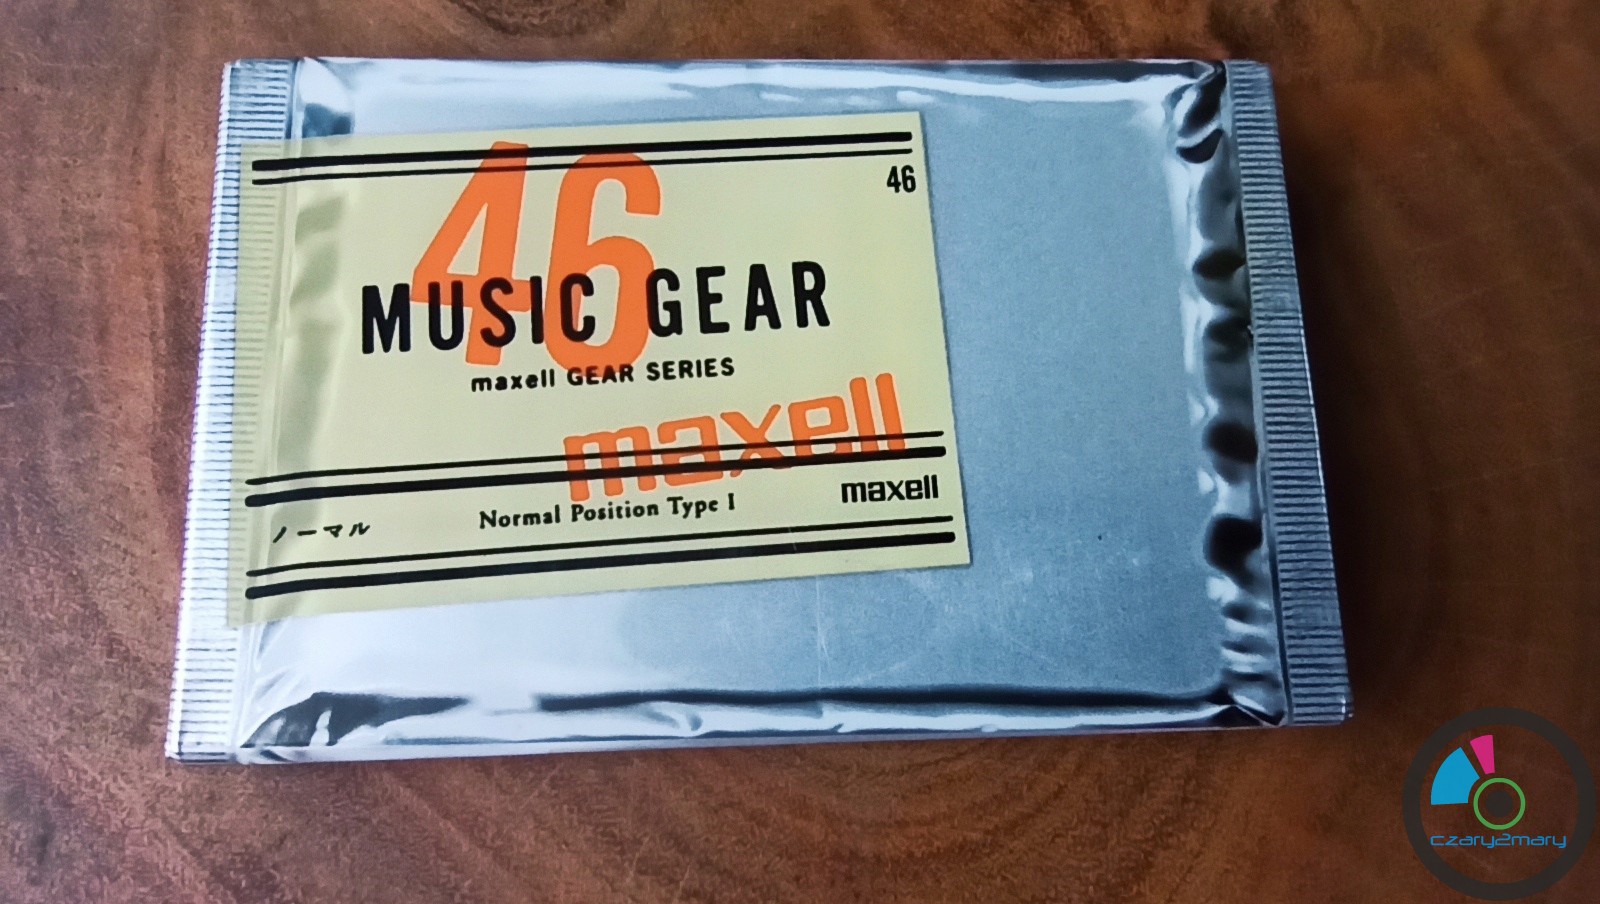 46
46
MUSIC GEAR
maxell GEAR SERIES
maxell
ノーマル Normal Position Type I maxell
czary2mary